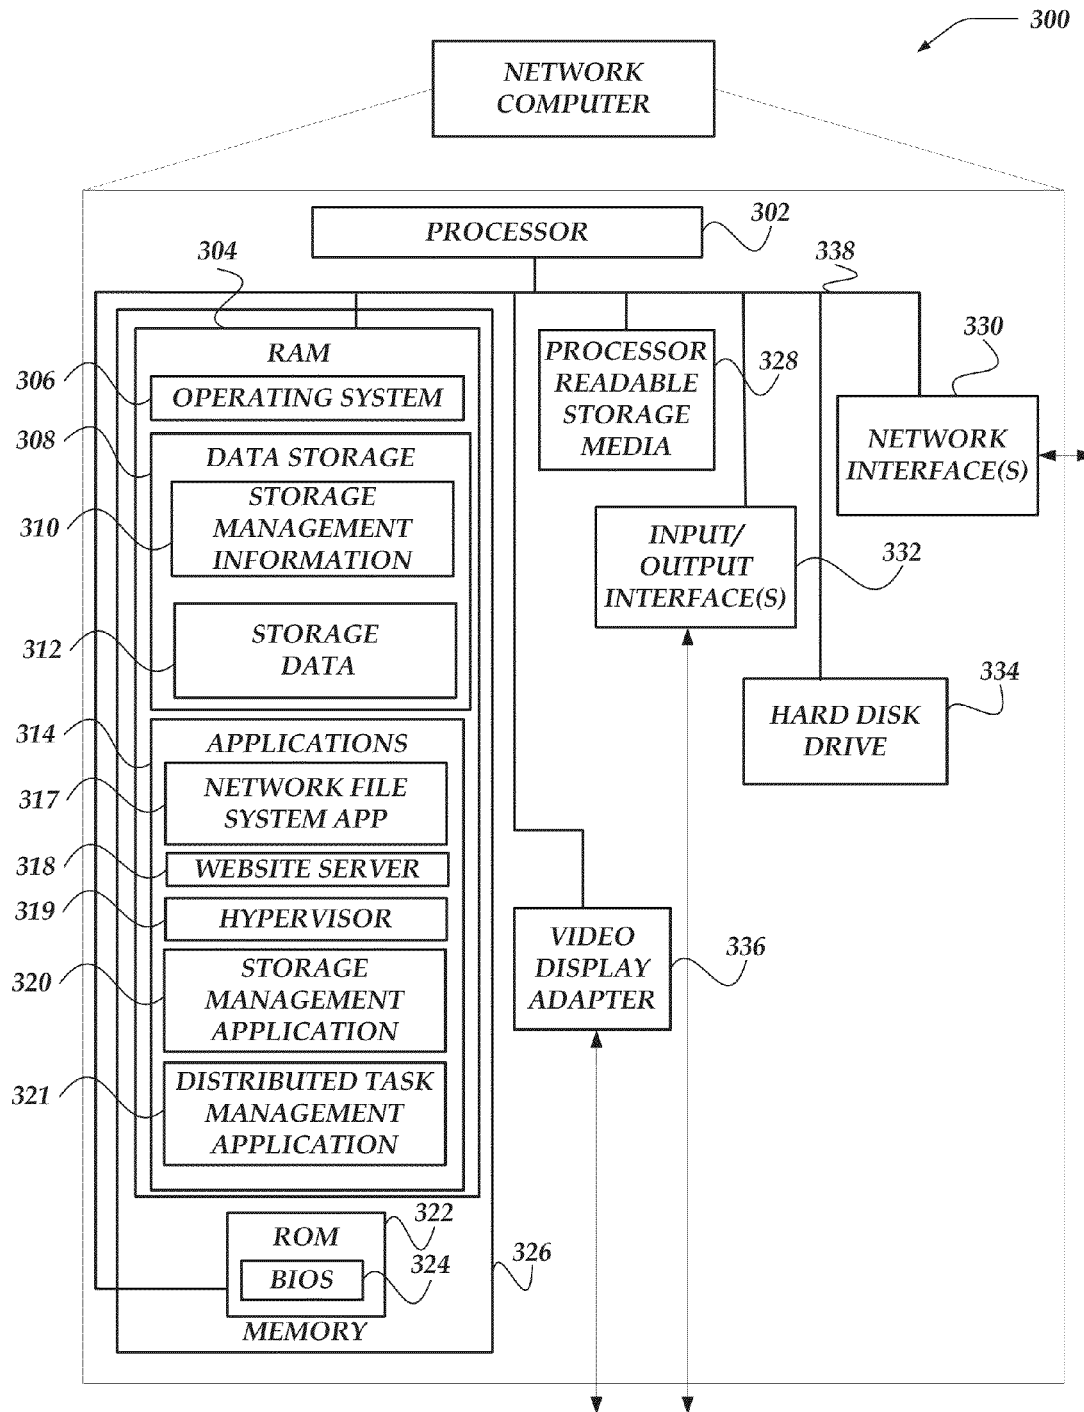 300
NETWORK
COMPUTER
PROCESSOR
302
304
338
RAM
306
OPERATING SYSTEM
308
DATA STORAGE
310
STORAGE
MANAGEMENT
INFORMATION
312
STORAGE
DATA
314
APPLICATIONS
317
NETWORK FILE
SYSTEM APP
318
WEBSITE SERVER
319
HYPERVISOR
320
STORAGE
MANAGEMENT
APPLICATION
321
DISTRIBUTED TASK
MANAGEMENT
APPLICATION
322
ROM
324
BIOS
MEMORY
326
PROCESSOR
READABLE
STORAGE
MEDIA
328
330
NETWORK
INTERFACE(S)
INPUT/
OUTPUT
INTERFACE(S)
332
334
HARD DISK
DRIVE
VIDEO
DISPLAY
ADAPTER
336